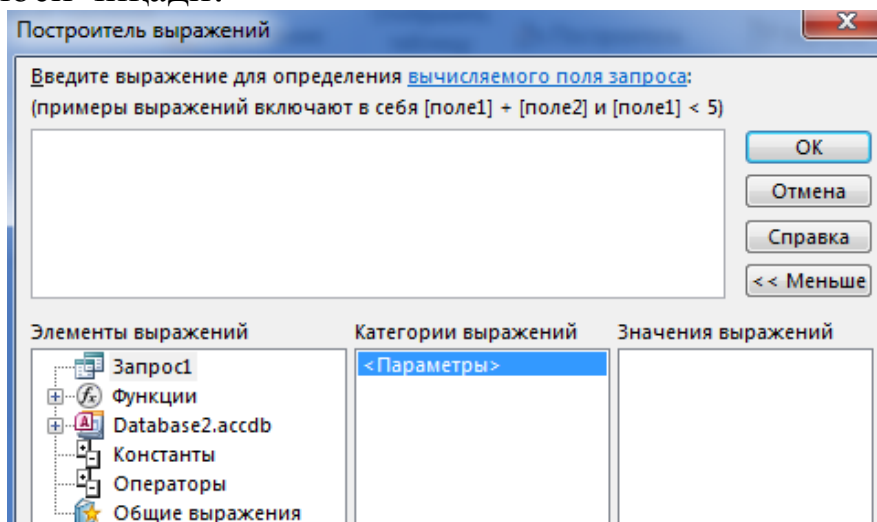 Построитель выражений
Введите выражение для определения вычисляемого поля запроса:
(примеры выражений включают в себя [поле1] + [поле2] и [поле1] < 5)
ОК
Отмена
Справка
<< Меньше
Элементы выражений
Категории выражений
Значения выражений
Запрос1
<Параметры>
Функции
Database2.accdb
Константы
Операторы
Общие выражения